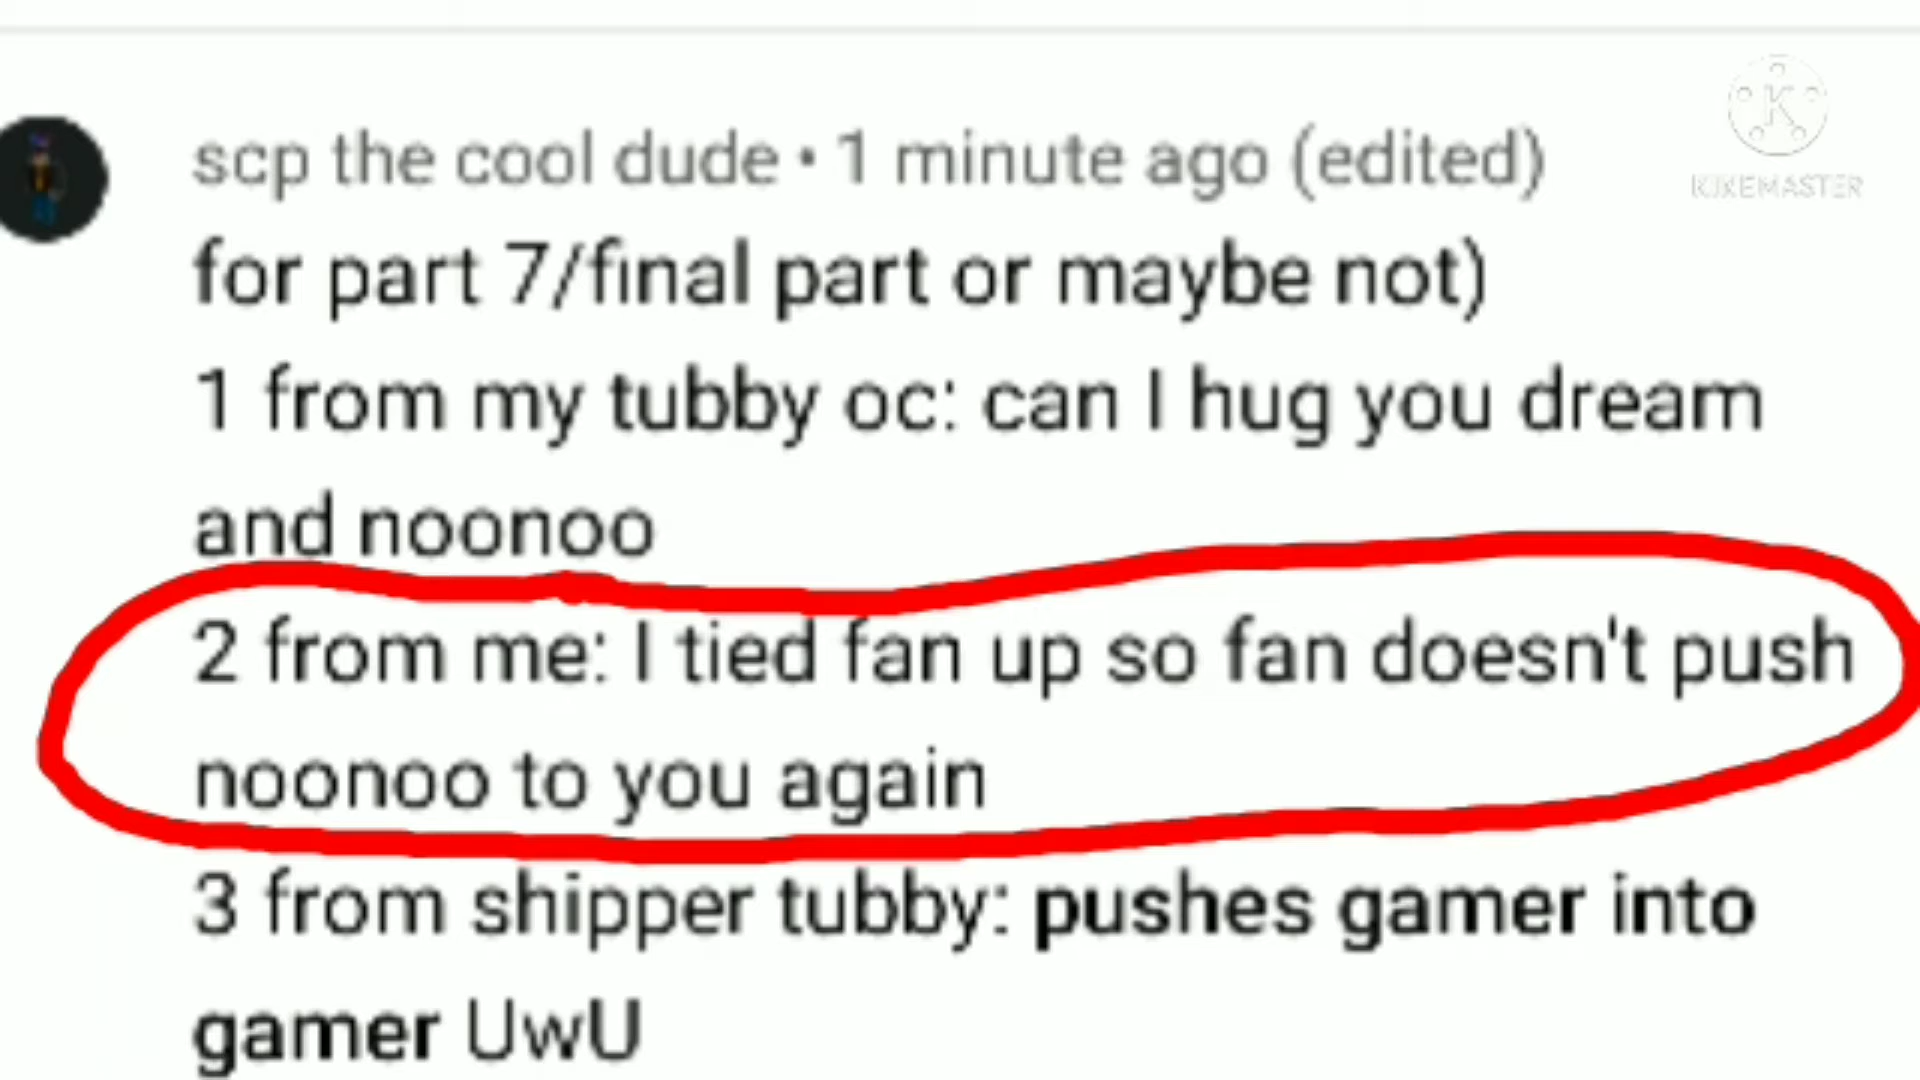 scp the cool dude • 1 minute ago (edited)
for part 7/final part or maybe not)
1 from my tubby oc: can I hug you dream
and noonoo
2 from me: I tied fan up so fan doesn't push
noonoo to you again
3 from shipper tubby: pushes gamer into
gamer UwU
K
KINEMASTER